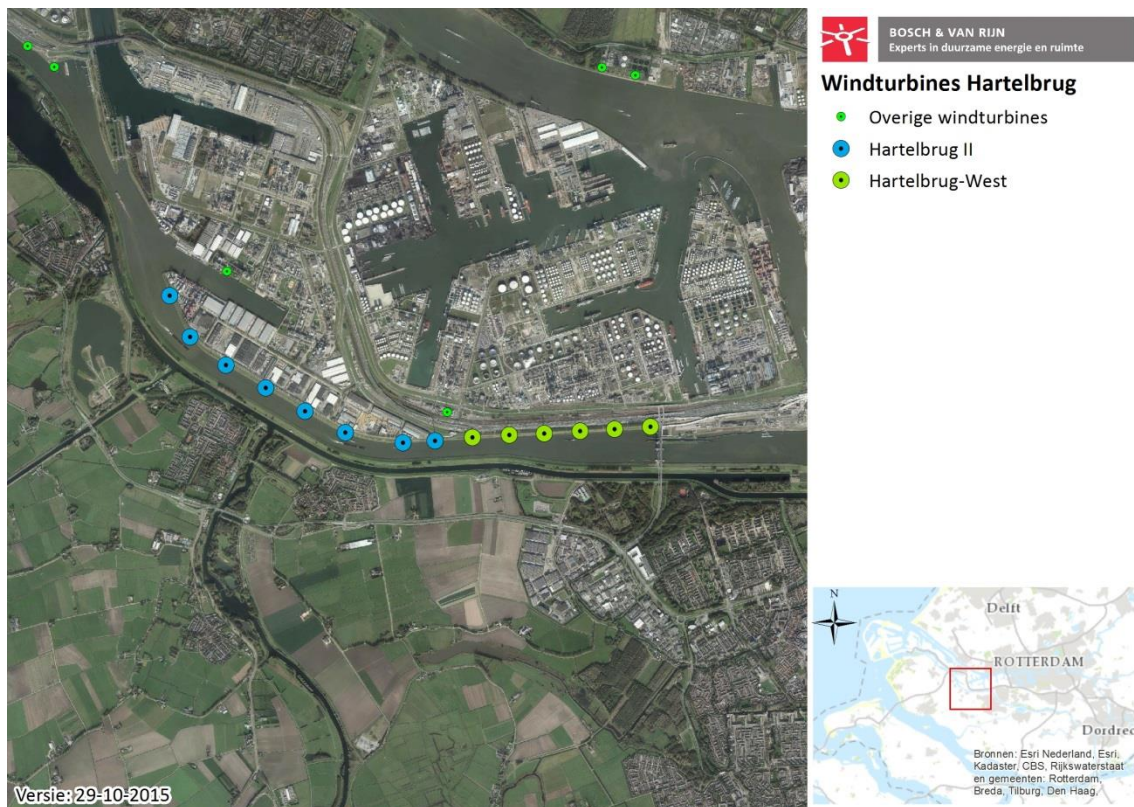 BOSCH & VAN RIJN
Experts in duurzame energie en ruimte
Windturbines Hartelbrug
Overige windturbines
Hartelbrug II
Hartelbrug-West
N
Delft
ROTTERDAM
Dordrec
Bronnen: Esri Nederland, Esri,
Kadaster, CBS, Rijkswaterstaat
en gemeenten: Rotterdam,
Breda, Tilburg, Den Haag,
Versie: 29-10-2015